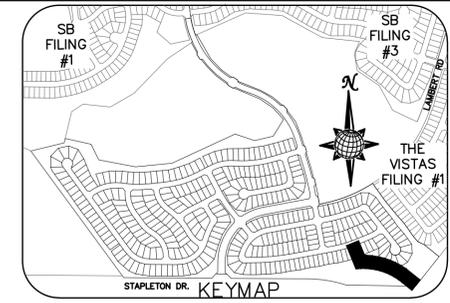 SB
FILING
#1
SB
FILING
#3
LAMBERT RD
N
THE
VISTAS
FILING #1
STAPLETON DR.
KEYMAP